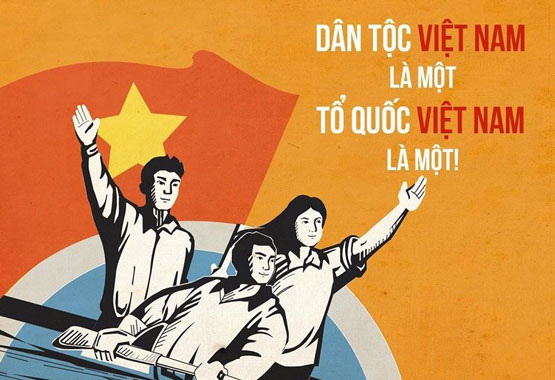 DÂN TỘC VIỆT NAM
LÀ MỘT
TỔ QUỐC VIỆT NAM
LÀ MỘT!